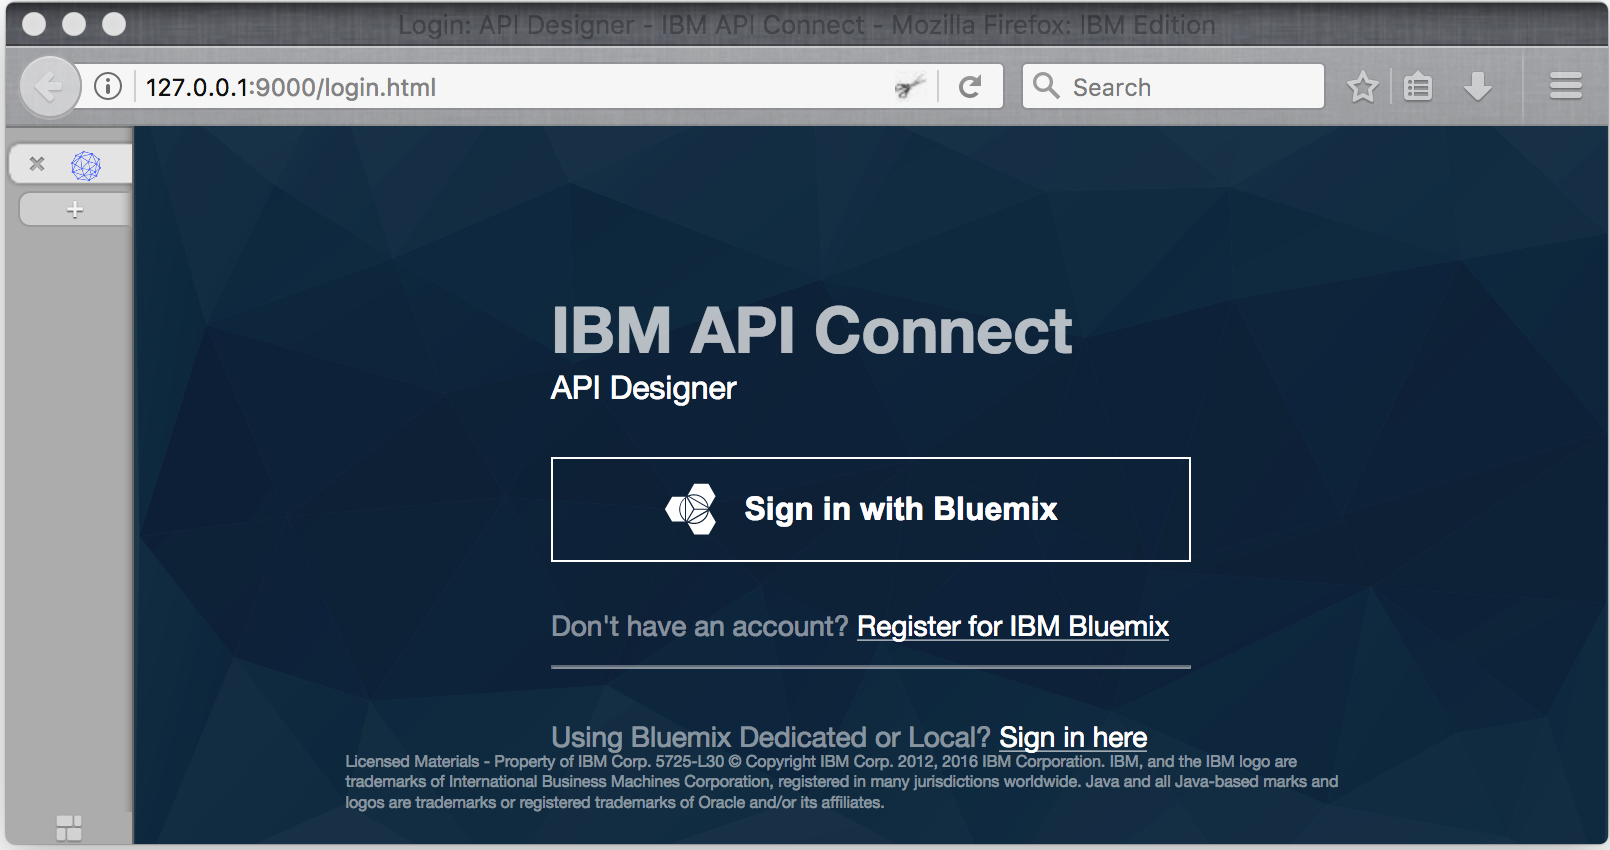 Login: API Designer - IBM API Connect - Mozilla Firefox: IBM Edition
127.0.0.1:9000/login.html
Search
IBM API Connect
API Designer
Sign in with Bluemix
Don't have an account? Register for IBM Bluemix
Using Bluemix Dedicated or Local? Sign in here
Licensed Materials - Property of IBM Corp. 5725-L30 © Copyright IBM Corp. 2012, 2016 IBM Corporation. IBM, and the IBM logo are
trademarks of International Business Machines Corporation, registered in many jurisdictions worldwide. Java and all Java-based marks and
logos are trademarks or registered trademarks of Oracle and/or its affiliates.